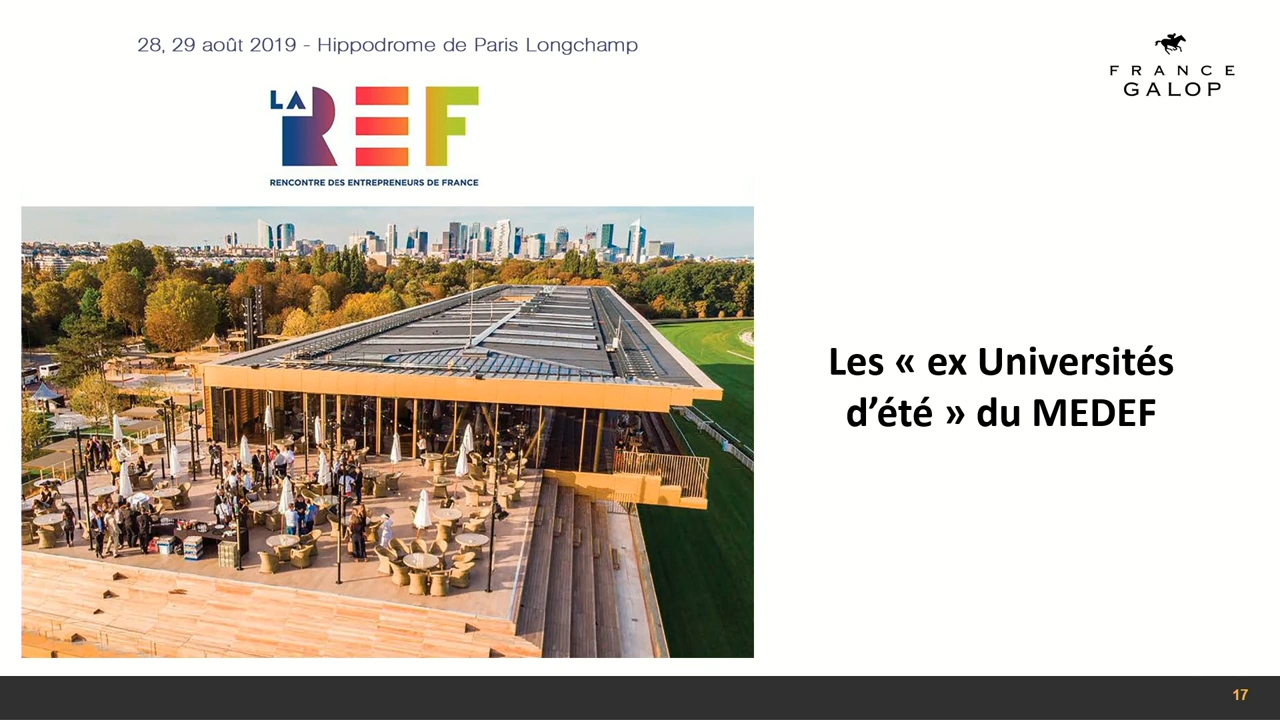 28, 29 août 2019 - Hippodrome de Paris Longchamp
FRANCE
GALOP
LA REF
RENCONTRE DES ENTREPRENEURS DE FRANCE
Les « ex Universités
d’été » du MEDEF
17